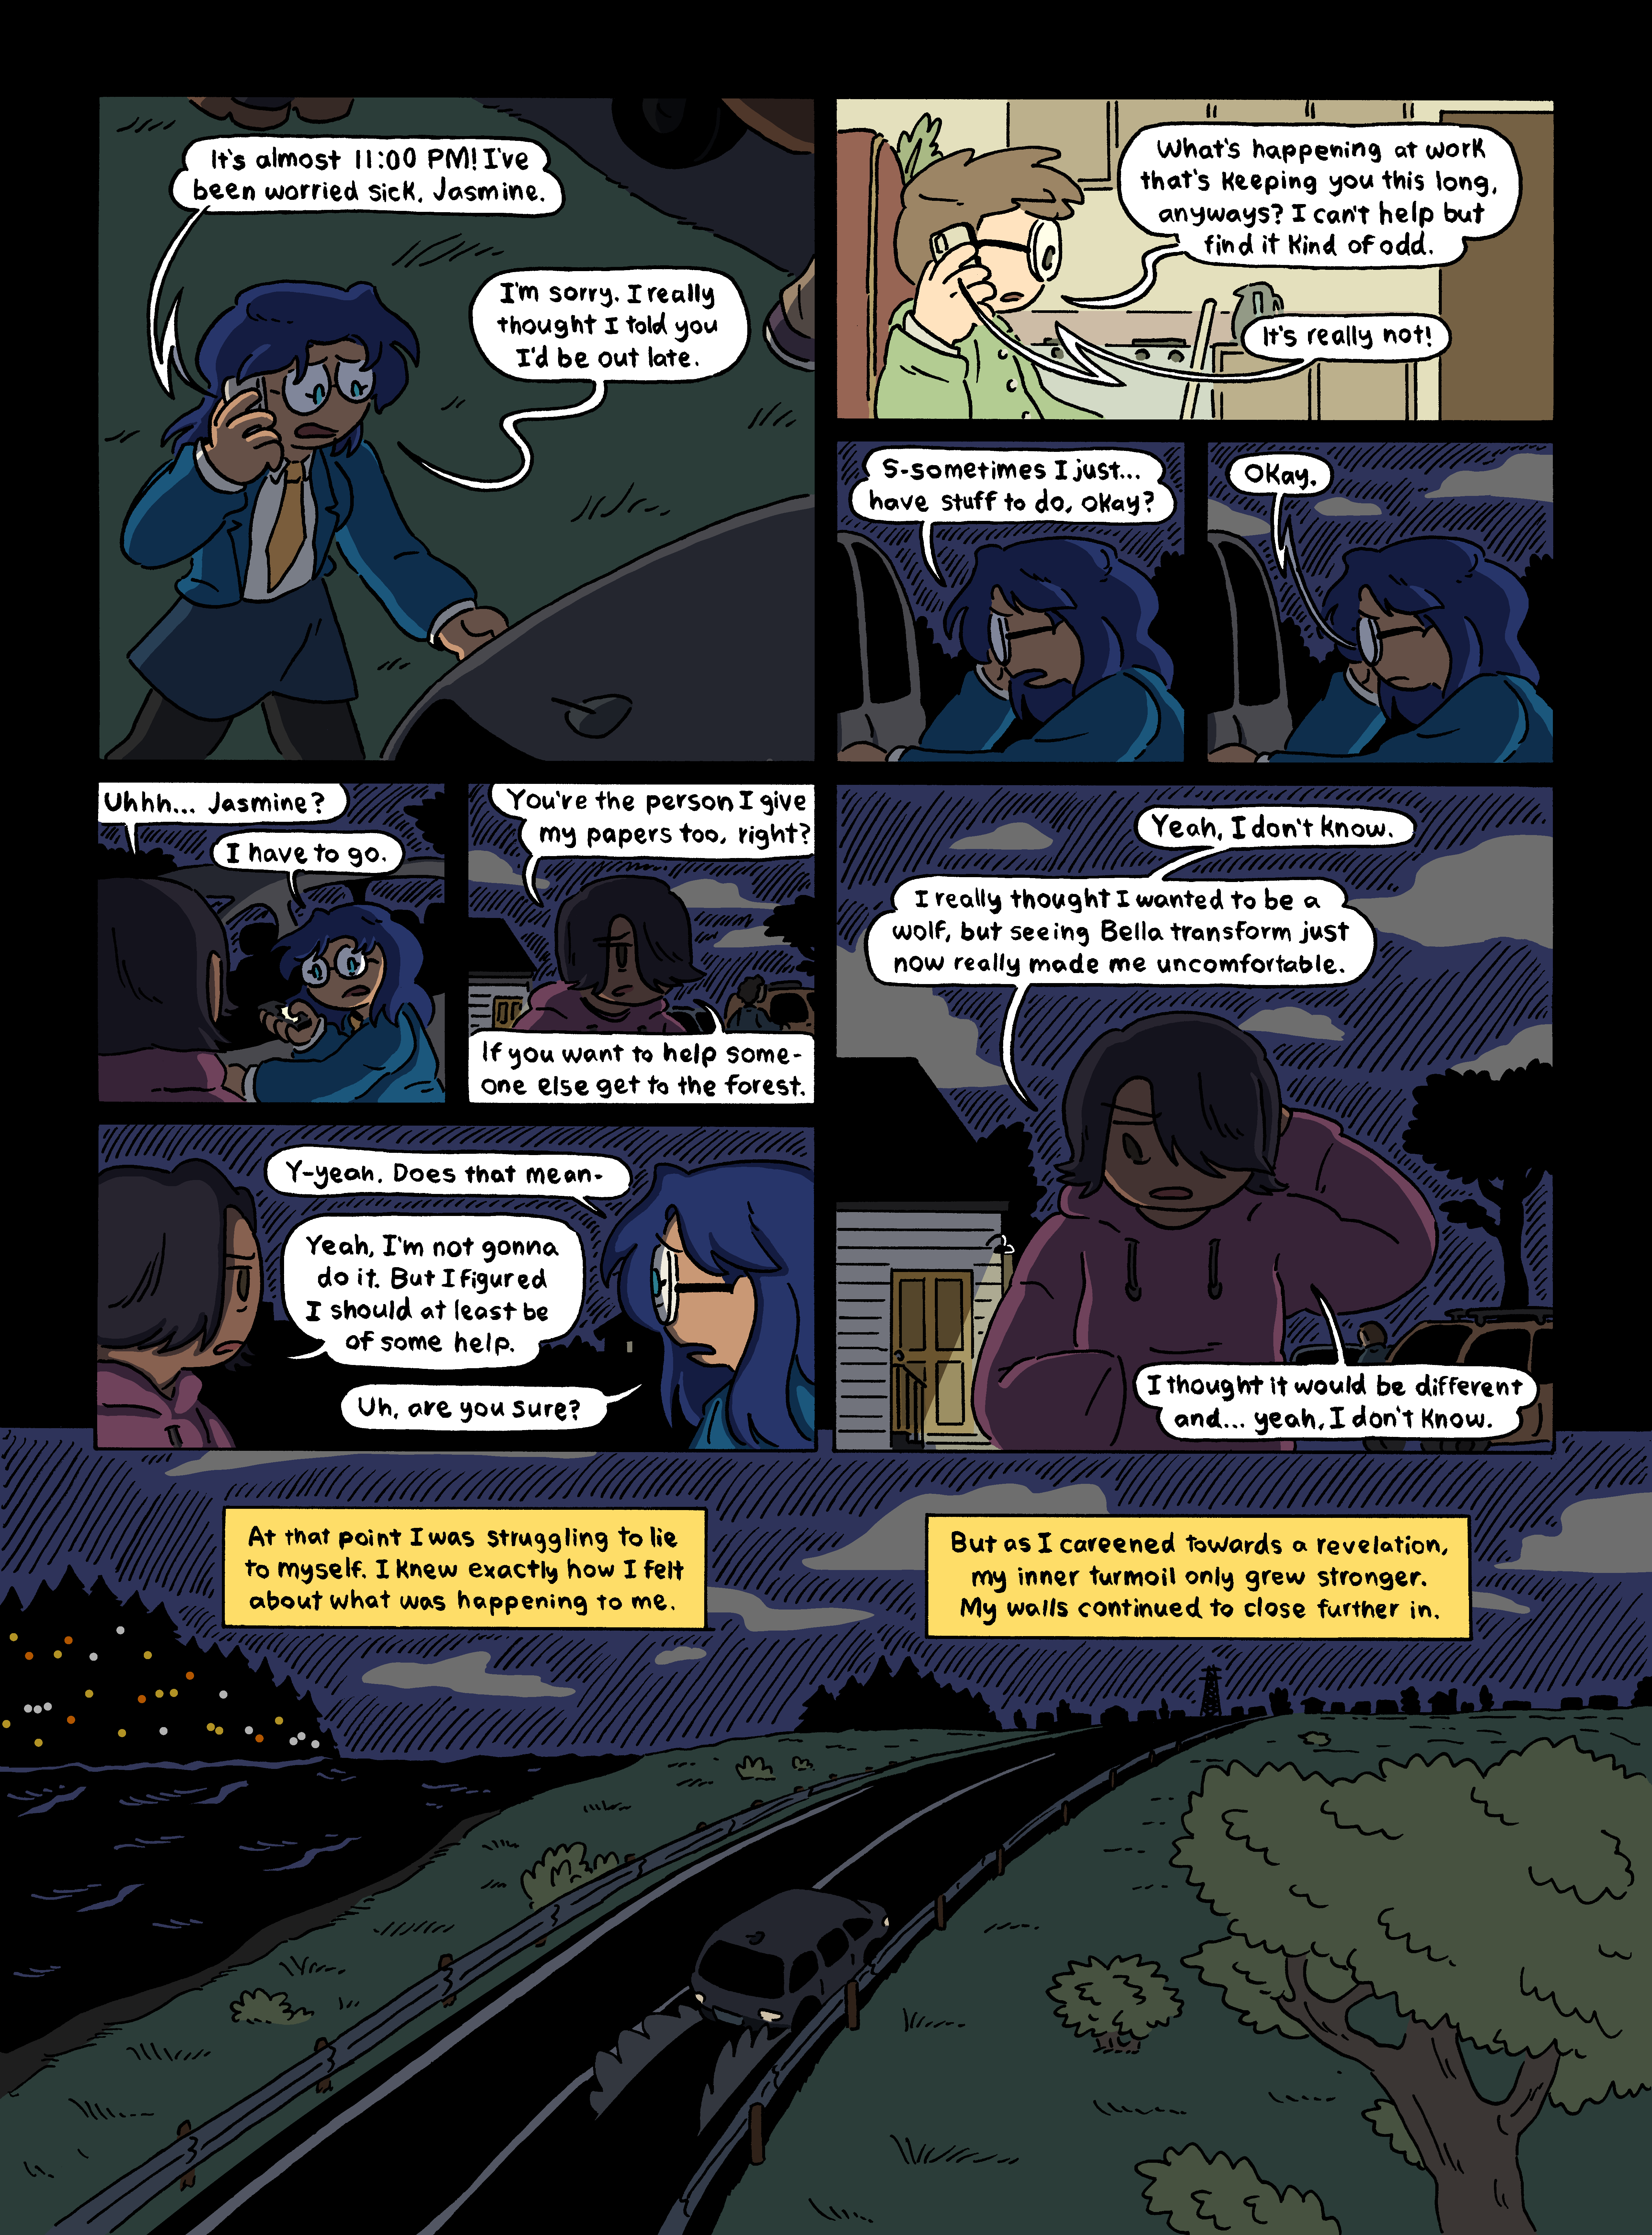 It's almost 11:00 PM! I've
been worried sick, Jasmine.
I'm sorry. I really
thought I told you
I'd be out late.
What's happening at work
that's keeping you this long,
anyways? I can't help but
find it kind of odd.
It's really not!
S-sometimes I just...
have stuff to do, okay?
Okay.
Uhhh... Jasmine?
I have to go.
You're the person I give
my papers too, right?
If you want to help some-
one else get to the forest.
Yeah, I don't know.
I really thought I wanted to be a
wolf, but seeing Bella transform just
now really made me uncomfortable.
I thought it would be different
and... yeah, I don't know.
Y-yeah. Does that mean-
Yeah, I'm not gonna
do it. But I figured
I should at least be
of some help.
Uh, are you sure?
At that point I was struggling to lie
to myself. I knew exactly how I felt
about what was happening to me.
But as I careened towards a revelation,
my inner turmoil only grew stronger.
My walls continued to close further in.